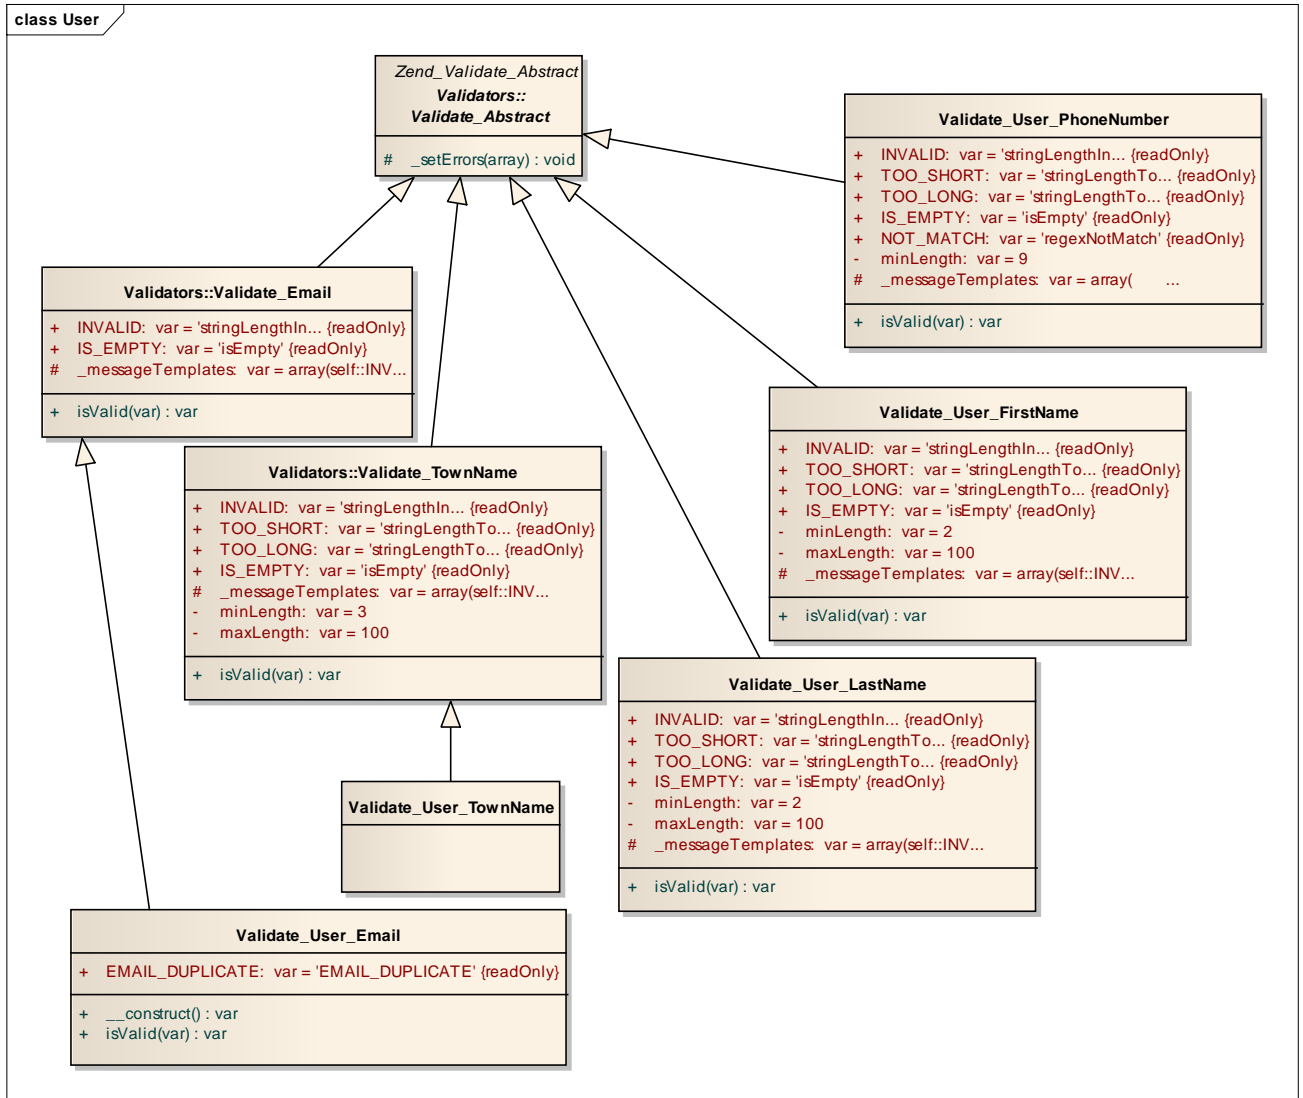 class User
Zend_Validate_Abstract
Validators::
Validate_Abstract
# _setErrors(array) : void
Validate_User_PhoneNumber
+ INVALID: var = 'stringLengthIn... {readOnly}
+ TOO_SHORT: var = 'stringLengthTo... {readOnly}
+ TOO_LONG: var = 'stringLengthTo... {readOnly}
+ IS_EMPTY: var = 'isEmpty' {readOnly}
+ NOT_MATCH: var = 'regexNotMatch' {readOnly}
- minLength: var = 9
# _messageTemplates: var = array( ...
+ isValid(var) : var
Validators::Validate_Email
+ INVALID: var = 'stringLengthIn... {readOnly}
+ IS_EMPTY: var = 'isEmpty' {readOnly}
# _messageTemplates: var = array(self::INV...
+ isValid(var) : var
Validate_User_FirstName
+ INVALID: var = 'stringLengthIn... {readOnly}
+ TOO_SHORT: var = 'stringLengthTo... {readOnly}
+ TOO_LONG: var = 'stringLengthTo... {readOnly}
+ IS_EMPTY: var = 'isEmpty' {readOnly}
- minLength: var = 2
- maxLength: var = 100
# _messageTemplates: var = array(self::INV...
+ isValid(var) : var
Validators::Validate_TownName
+ INVALID: var = 'stringLengthIn... {readOnly}
+ TOO_SHORT: var = 'stringLengthTo... {readOnly}
+ TOO_LONG: var = 'stringLengthTo... {readOnly}
+ IS_EMPTY: var = 'isEmpty' {readOnly}
# _messageTemplates: var = array(self::INV...
- minLength: var = 3
- maxLength: var = 100
+ isValid(var) : var
Validate_User_LastName
+ INVALID: var = 'stringLengthIn... {readOnly}
+ TOO_SHORT: var = 'stringLengthTo... {readOnly}
+ TOO_LONG: var = 'stringLengthTo... {readOnly}
+ IS_EMPTY: var = 'isEmpty' {readOnly}
- minLength: var = 2
- maxLength: var = 100
# _messageTemplates: var = array(self::INV...
+ isValid(var) : var
Validate_User_TownName
Validate_User_Email
+ EMAIL_DUPLICATE: var = 'EMAIL_DUPLICATE' {readOnly}
+ __construct() : var
+ isValid(var) : var